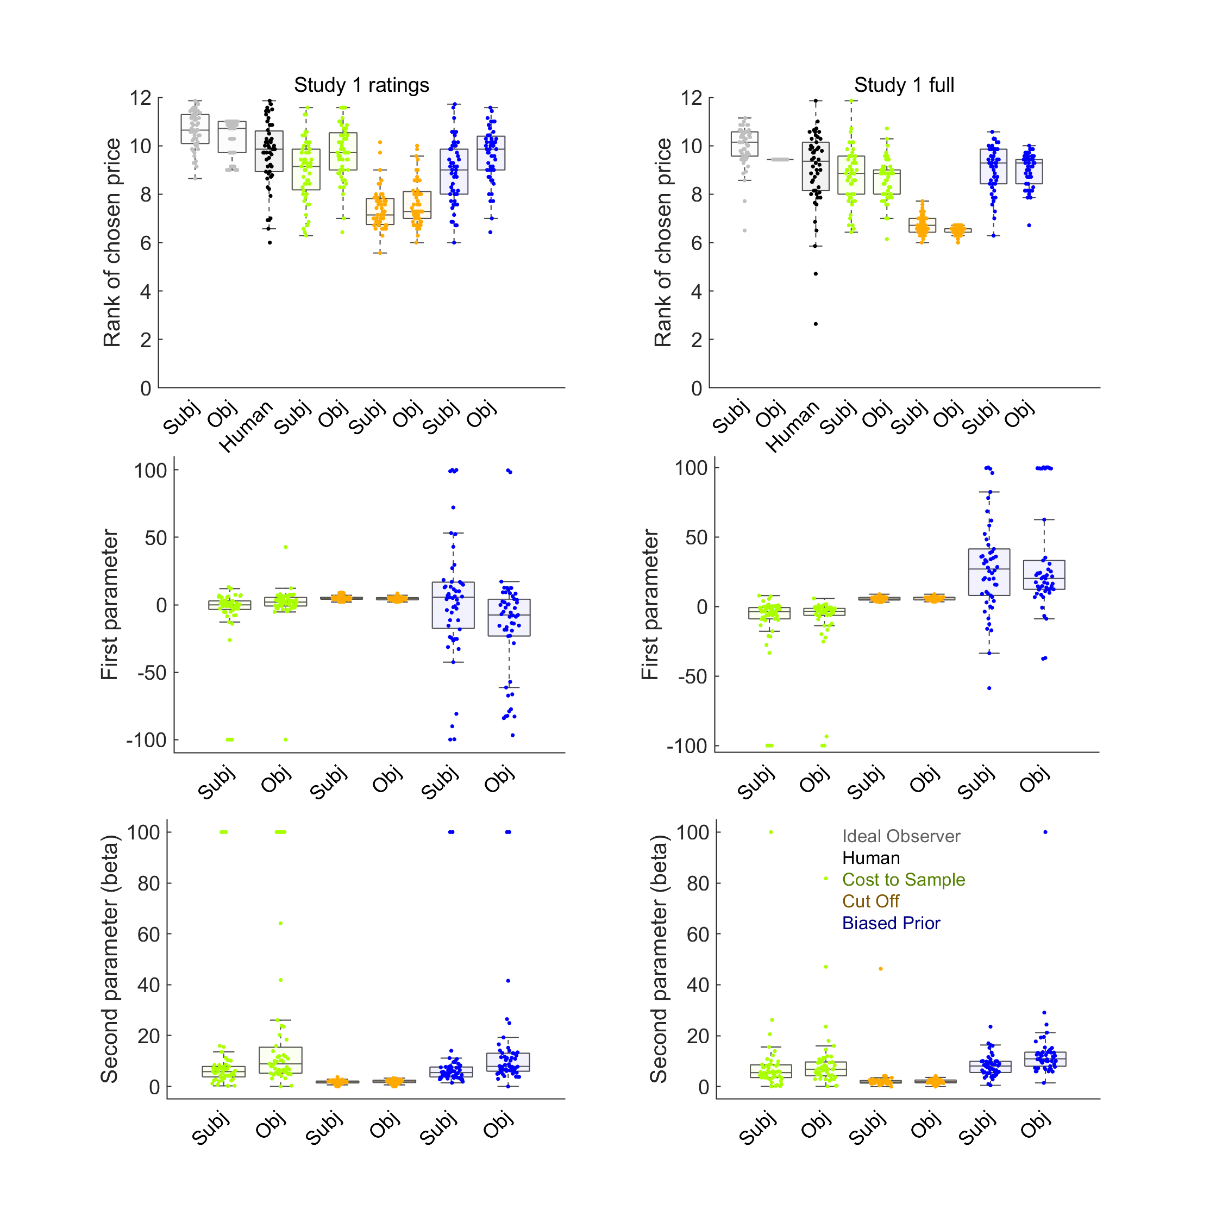 Study 1 ratings
Rank of chosen price
12
10
8
6
4
2
0
Subj Obj Human Subj Obj Subj Obj Subj Obj
Study 1 full
Rank of chosen price
12
10
8
6
4
2
0
Subj Obj Human Subj Obj Subj Obj Subj Obj
First parameter
100
50
0
-50
-100
Subj Obj Subj Obj Subj Obj
First parameter
100
50
0
-50
-100
Subj Obj Subj Obj Subj Obj
Second parameter (beta)
100
80
60
40
20
0
Subj Obj Subj Obj Subj Obj
Second parameter (beta)
100
80
60
40
20
0
Subj Obj Subj Obj Subj Obj
Ideal Observer
Human
Cost to Sample
Cut Off
Biased Prior